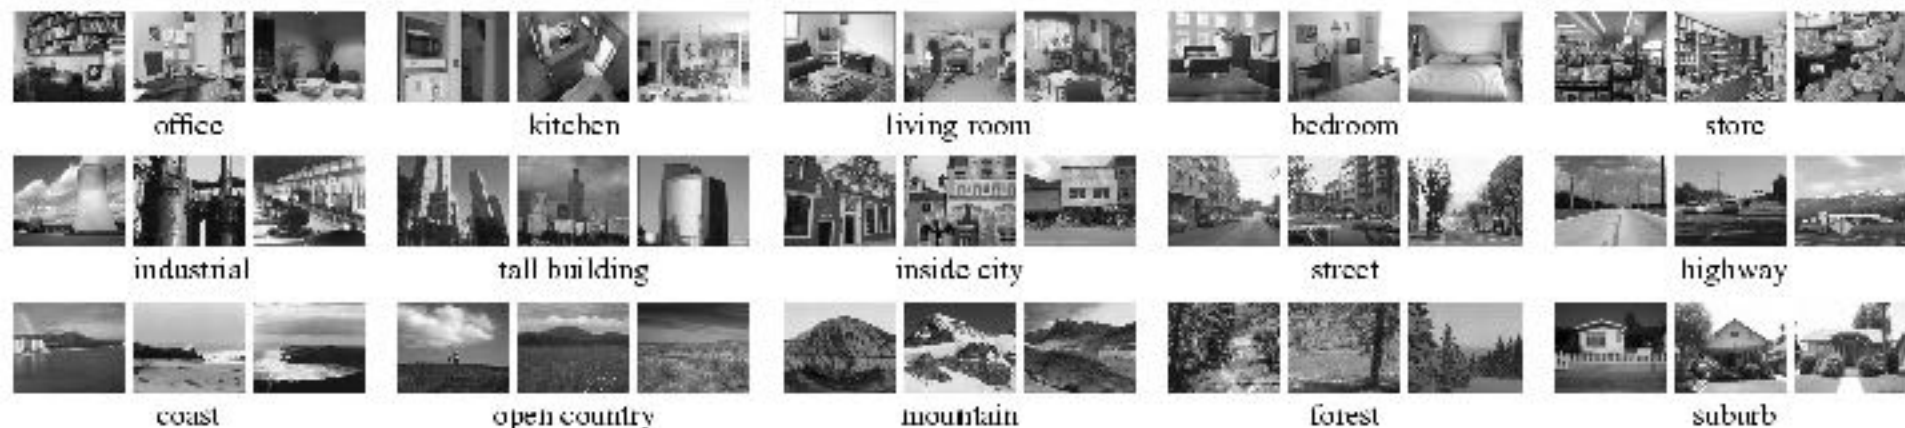 office kitchen living room bedroom store
industrial tall building inside city street highway
coast open country mountain forest suburb